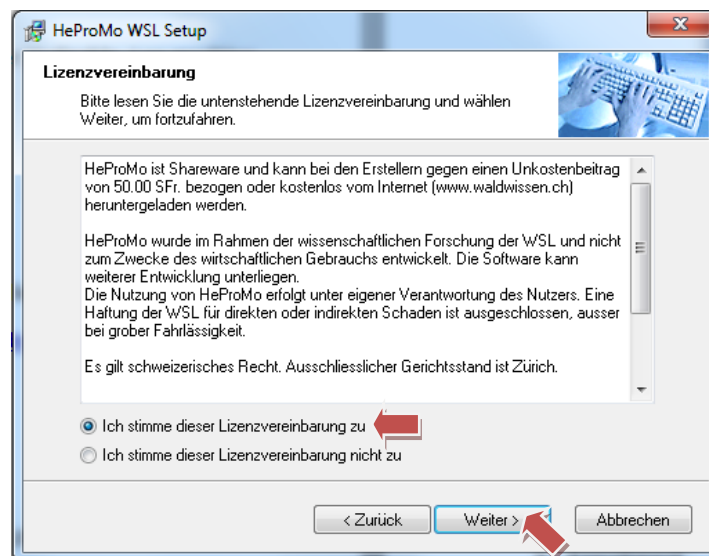 HeProMo WSL Setup
Lizenzvereinbarung
Bitte lesen Sie die untenstehende Lizenzvereinbarung und wählen
Weiter, um fortzufahren.
HeProMo ist Shareware und kann bei den Erstellern gegen einen Unkostenbeitrag
von 50.00 SFr. bezogen oder kostenlos vom Internet (www.waldwissen.ch)
heruntergeladen werden.
HeProMo wurde im Rahmen der wissenschaftlichen Forschung der WSL und nicht
zum Zwecke des wirtschaftlichen Gebrauchs entwickelt. Die Software kann
weiterer Entwicklung unterliegen.
Die Nutzung von HeProMo erfolgt unter eigener Verantwortung des Nutzers. Eine
Haftung der WSL für direkten oder indirekten Schaden ist ausgeschlossen, ausser
bei grober Fahrlässigkeit.
Es gilt schweizerisches Recht. Ausschliesslicher Gerichtsstand ist Zürich.
Ich stimme dieser Lizenzvereinbarung zu
Ich stimme dieser Lizenzvereinbarung nicht zu
< Zurück Weiter > Abbrechen